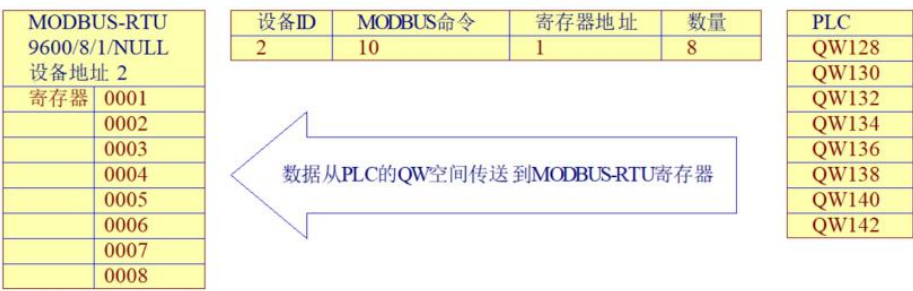 MODBUS-RTU
9600/8/1/NULL
设备地址 2
寄存器 0001
0002
0003
0004
0005
0006
0007
0008
设备ID MODBUS命令 寄存器地址 数量
2 10 1 8
数据从PLC的QW空间传送到MODBUS-RTU寄存器
PLC
QW128
QW130
QW132
QW134
QW136
QW138
QW140
QW142